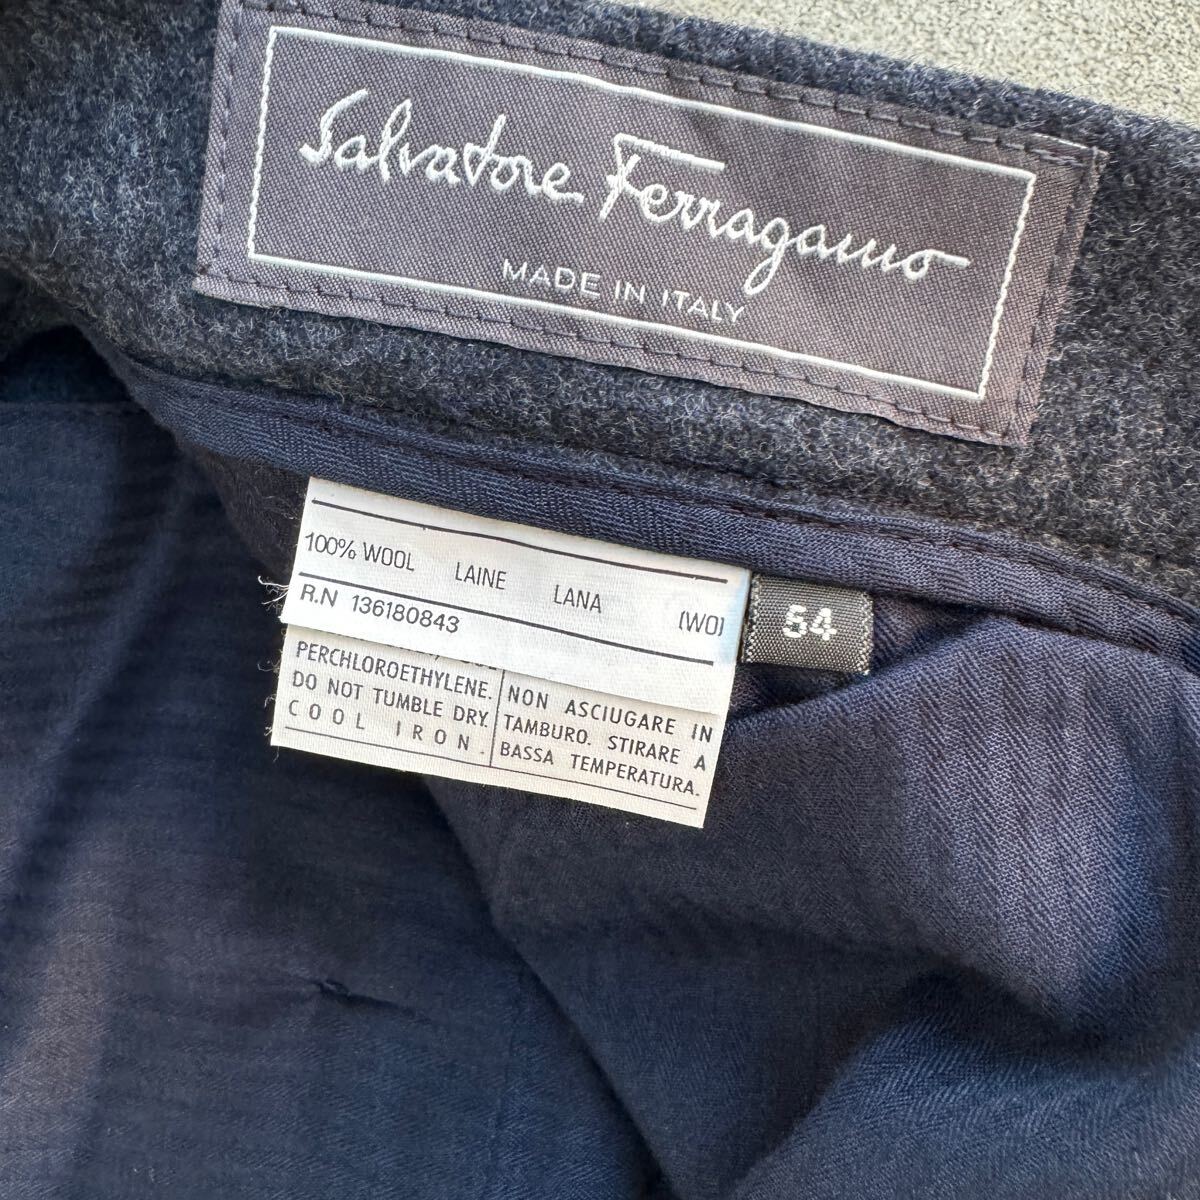 Salvatore Ferragamo
MADE IN ITALY
100% WOOL LAINE LANA (WO)
R.N 136180843
54
PERCHLOROETHYLENE.
DO NOT TUMBLE DRY.
COOL IRON.
NON ASCIUGARE IN
TAMBURO. STIRARE A
BASSA TEMPERATURA.